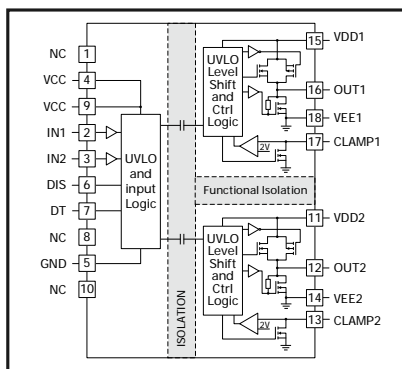 NC 1
VCC 4
VCC 9
IN1 2
IN2 3
DIS 6
DT 7
NC 8
GND 5
NC 10
UVLO
and
input
Logic
ISOLATION
UVLO
Level
Shift
and
Ctrl
Logic
2V
15 VDD1
16 OUT1
18 VEE1
17 CLAMP1
Functional Isolation
UVLO
Level
Shift
and
Ctrl
Logic
2V
11 VDD2
12 OUT2
14 VEE2
13 CLAMP2